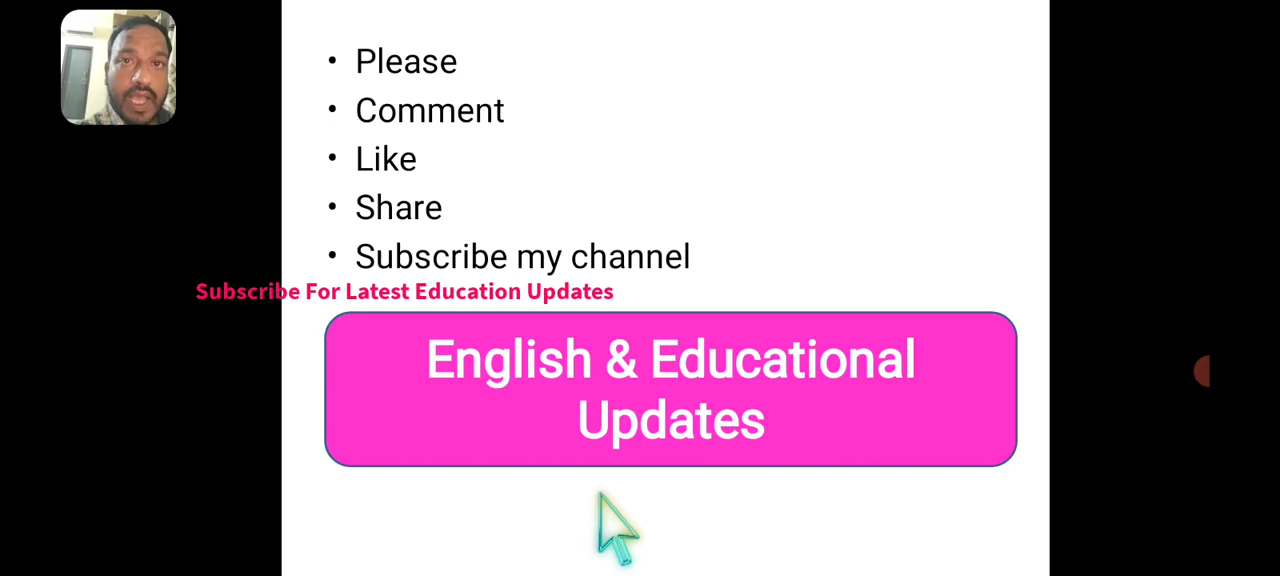 • Please
• Comment
• Like
• Share
• Subscribe my channel
Subscribe For Latest Education Updates
English & Educational
Updates